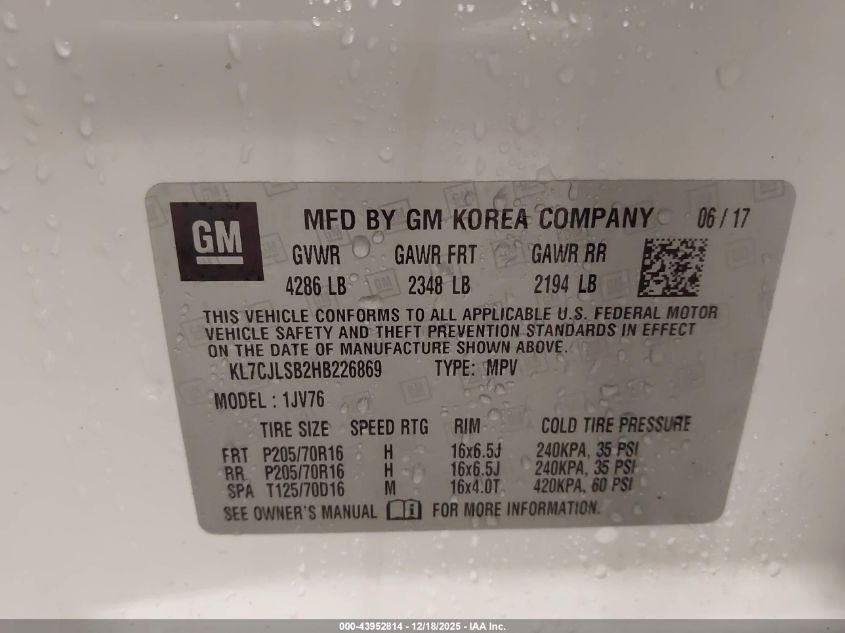 GM
MFD BY GM KOREA COMPANY 06 / 17
GVWR GAWR FRT GAWR RR
4286 LB 2348 LB 2194 LB
THIS VEHICLE CONFORMS TO ALL APPLICABLE U.S. FEDERAL MOTOR
VEHICLE SAFETY AND THEFT PREVENTION STANDARDS IN EFFECT
ON THE DATE OF MANUFACTURE SHOWN ABOVE.
KL7CJLSB2HB226869 TYPE: MPV
MODEL : 1JV76
TIRE SIZE SPEED RTG RIM COLD TIRE PRESSURE
FRT P205/70R16 H 16x6.5J 240KPA, 35 PSI
RR P205/70R16 H 16x6.5J 240KPA, 35 PSI
SPA T125/70D16 M 16x4.0T 420KPA, 60 PSI
SEE OWNER'S MANUAL i FOR MORE INFORMATION.
000-43952814 - 12/18/2025 - IAA Inc.